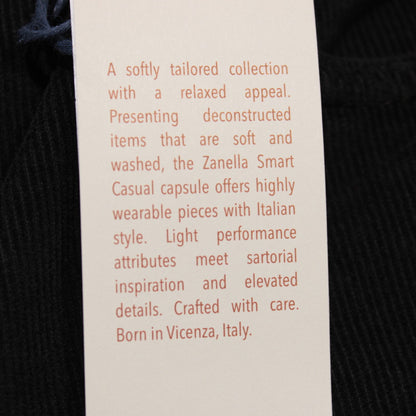 A softly tailored collection
with a relaxed appeal.
Presenting deconstructed
items that are soft and
washed, the Zanella Smart
Casual capsule offers highly
wearable pieces with Italian
style. Light performance
attributes meet sartorial
inspiration and elevated
details. Crafted with care.
Born in Vicenza, Italy.